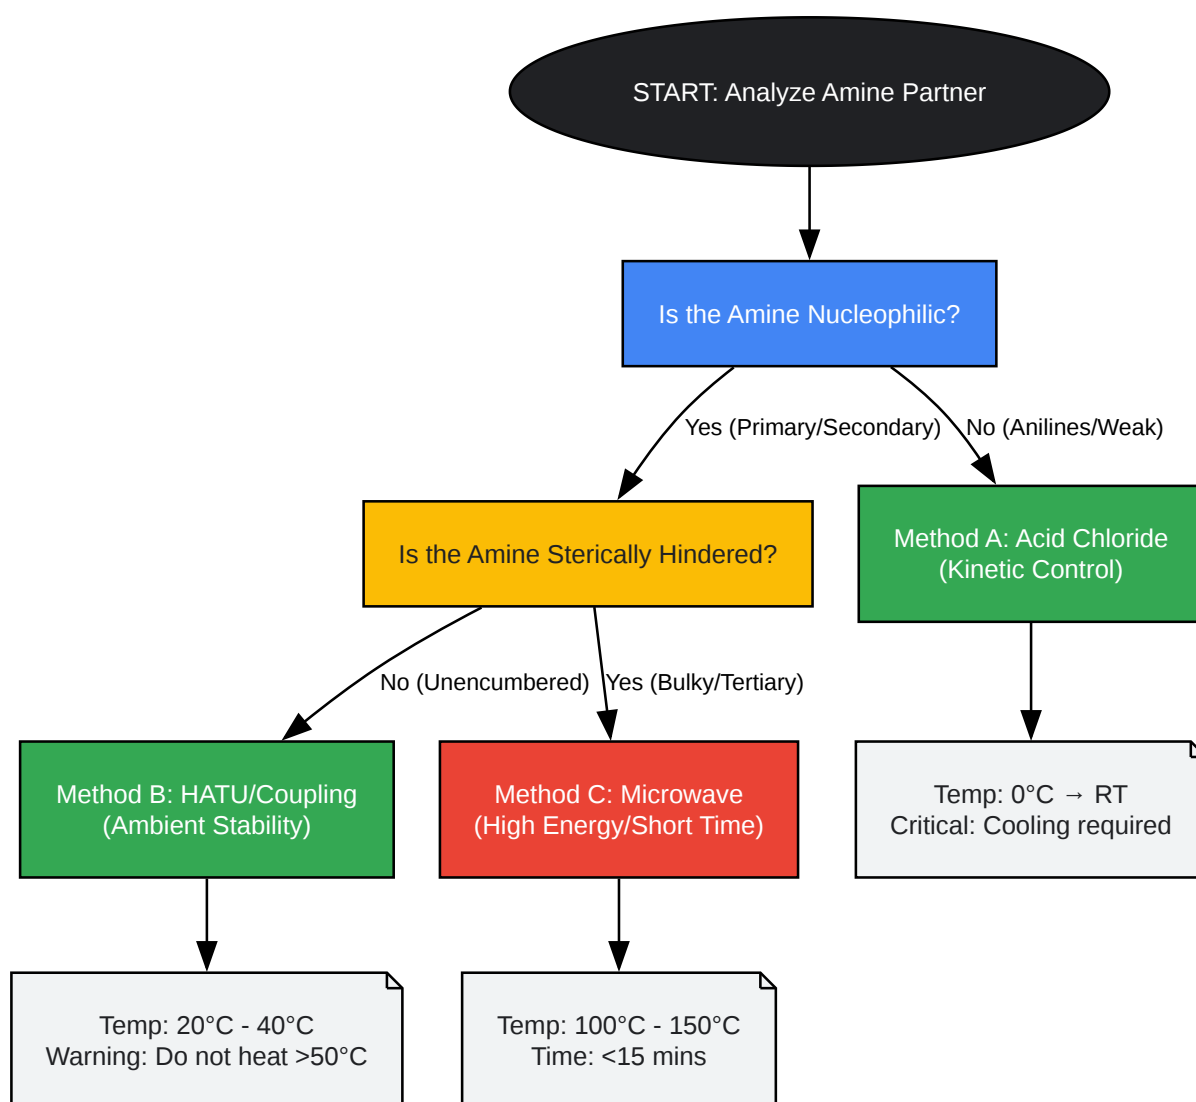 START: Analyze Amine Partner
Is the Amine Nucleophilic?
Yes (Primary/Secondary)
No (Anilines/Weak)
Is the Amine Sterically Hindered?
Method A: Acid Chloride
(Kinetic Control)
No (Unencumbered)
Yes (Bulky/Tertiary)
Method B: HATU/Coupling
(Ambient Stability)
Method C: Microwave
(High Energy/Short Time)
Temp: 0°C → RT
Critical: Cooling required
Temp: 20°C - 40°C
Warning: Do not heat >50°C
Temp: 100°C - 150°C
Time: <15 mins